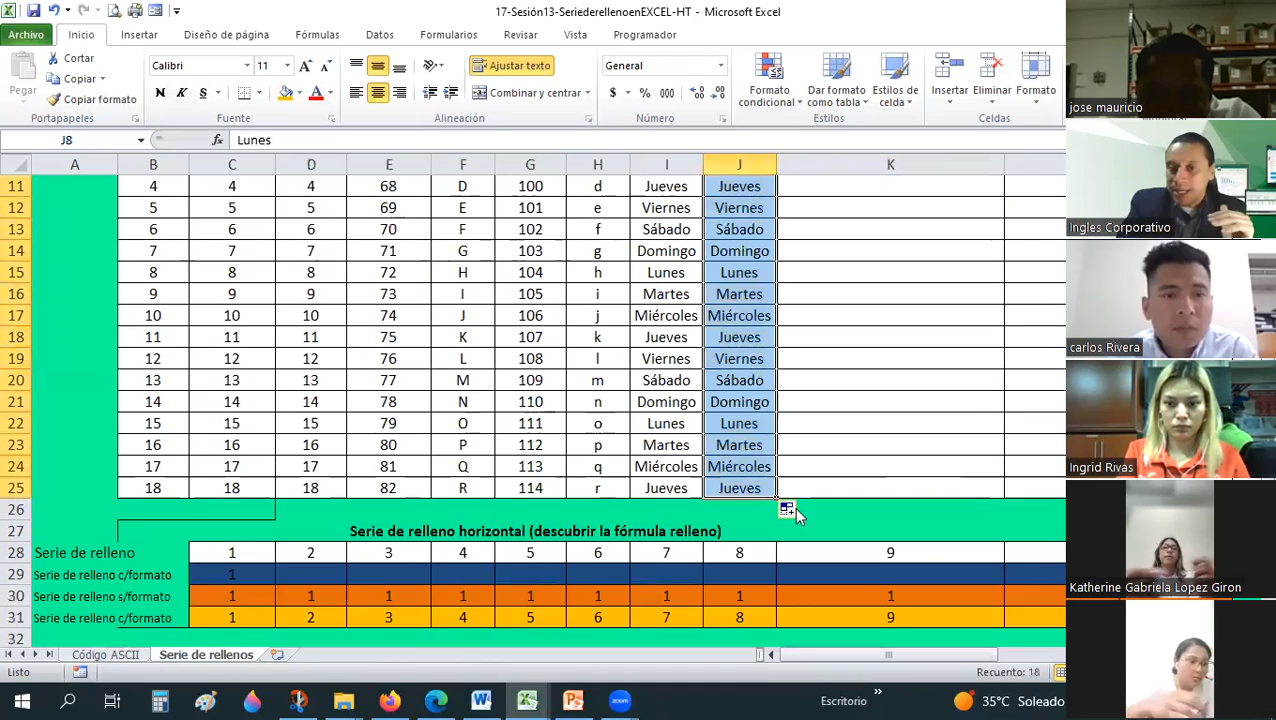 17-Sesión13-SeriederellenoenEXCEL-HT - Microsoft Excel
Archivo Inicio Insertar Diseño de página Fórmulas Datos Formularios Revisar Vista Programador
Pegar Cortar Copiar Copiar formato
Calibri 11 N K S A A A
Ajustar texto
Combinar y centrar
General
$ % 000
Formato condicional Dar formato como tabla Estilos de celda Insertar Eliminar Formato
Portapapeles Fuente Alineación Número Estilos Celdas
J8 fx Lunes
A B C D E F G H I J K
11 4 4 4 68 D 100 d Jueves Jueves
12 5 5 5 69 E 101 e Viernes Viernes
13 6 6 6 70 F 102 f Sábado Sábado
14 7 7 7 71 G 103 g Domingo Domingo
15 8 8 8 72 H 104 h Lunes Lunes
16 9 9 9 73 I 105 i Martes Martes
17 10 10 10 74 J 106 j Miércoles Miércoles
18 11 11 11 75 K 107 k Jueves Jueves
19 12 12 12 76 L 108 l Viernes Viernes
20 13 13 13 77 M 109 m Sábado Sábado
21 14 14 14 78 N 110 n Domingo Domingo
22 15 15 15 79 O 111 o Lunes Lunes
23 16 16 16 80 P 112 p Martes Martes
24 17 17 17 81 Q 113 q Miércoles Miércoles
25 18 18 18 82 R 114 r Jueves Jueves
26
27 Serie de relleno horizontal (descubrir la fórmula relleno)
28 Serie de relleno 1 2 3 4 5 6 7 8 9
29 Serie de relleno c/formato 1
30 Serie de relleno s/formato 1 1 1 1 1 1 1 1 1
31 Serie de relleno c/formato 1 2 3 4 5 6 7 8 9
32
Código ASCII Serie de rellenos
Listo Recuento: 18
Escritorio » 35°C Soleado
zoom
jose mauricio
Ingles Corporativo
carlos Rivera
Ingrid Rivas
Katherine Gabriela Lopez Giron